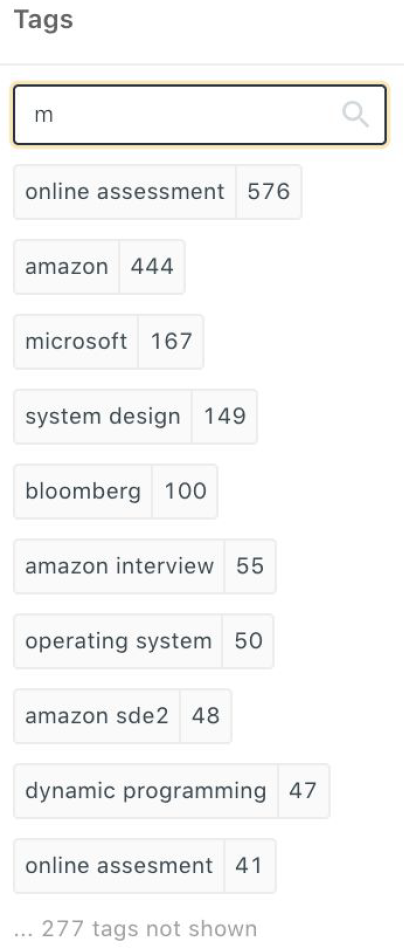 Tags
m
online assessment 576
amazon 444
microsoft 167
system design 149
bloomberg 100
amazon interview 55
operating system 50
amazon sde2 48
dynamic programming 47
online assesment 41
... 277 tags not shown